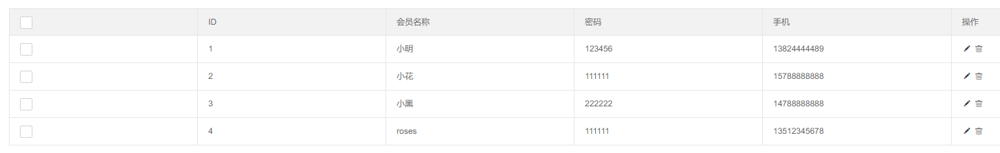 ID 会员名称 密码 手机 操作
1 小明 123456 13824444489
2 小花 111111 15788888888
3 小黑 222222 14788888888
4 roses 111111 13512345678